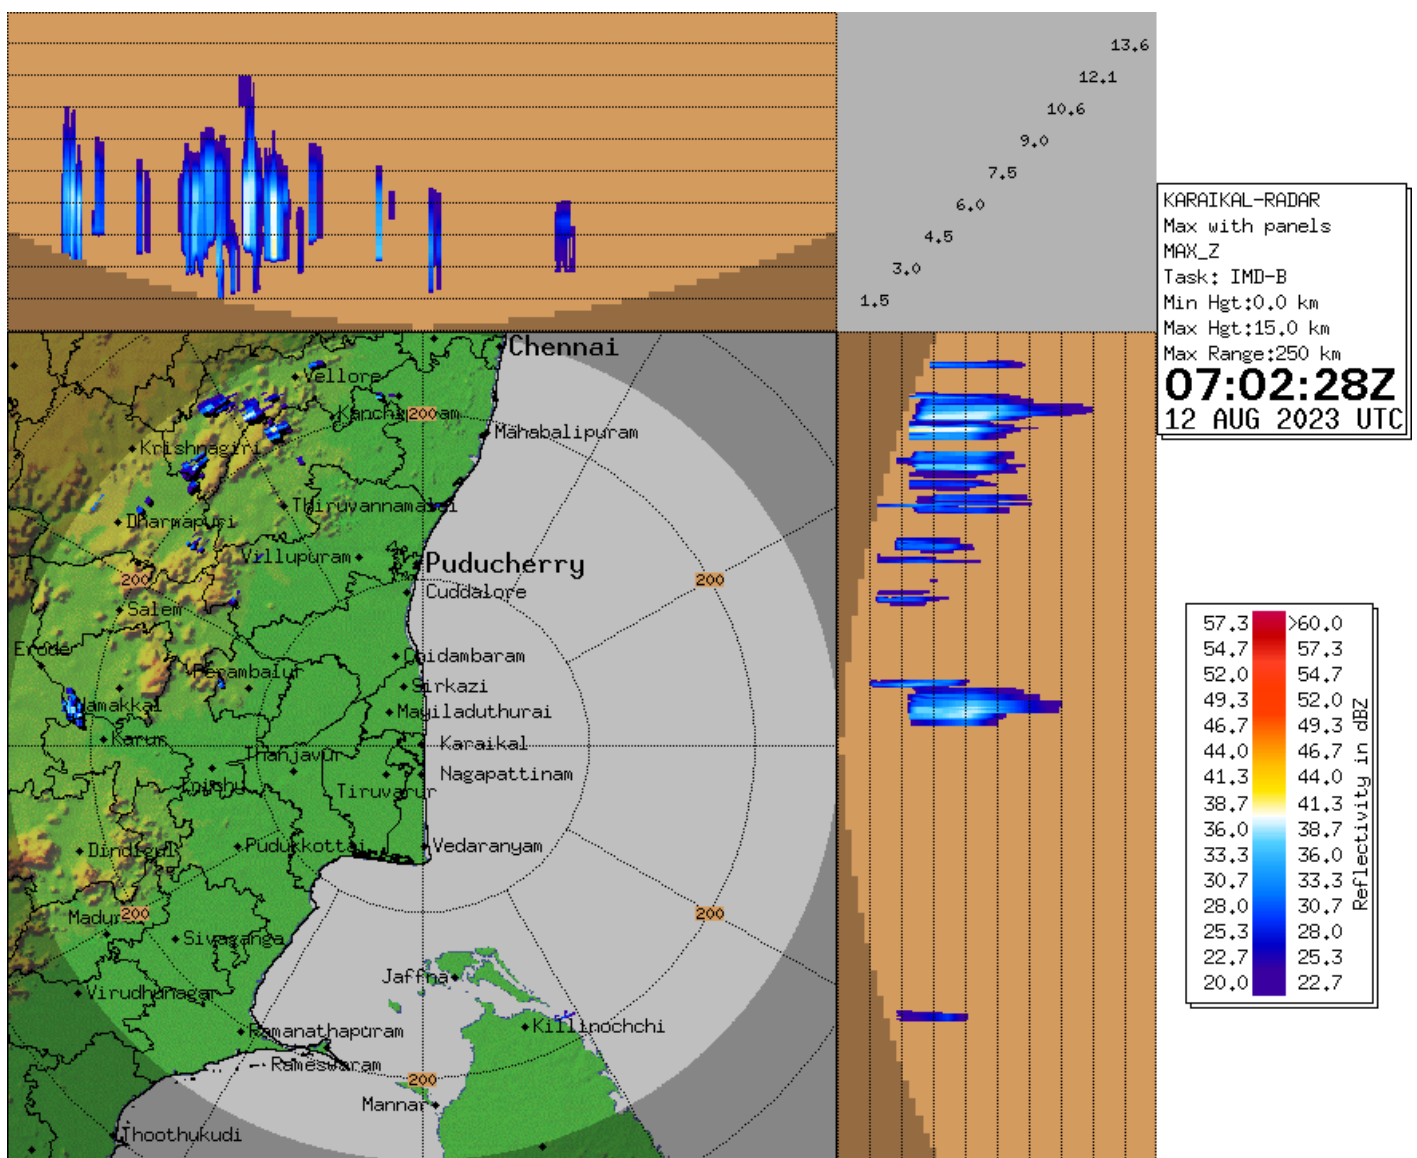 13.6
12.1
10.6
9.0
7.5
6.0
4.5
3.0
1.5
KARAIKAL-RADAR
Max with panels
MAX_Z
Task: IMD-B
Min Hgt:0.0 km
Max Hgt:15.0 km
Max Range:250 km
07:02:28Z
12 AUG 2023 UTC
Chennai
Vellore
200
Mahabalipuram
Krishnagiri
Thiruvannamalai
Dharmapuri
Villupuram
Puducherry
200
200
Cuddalore
Salem
Erode
Chidambaram
Perambalur
Sirkazi
Namakkal
Mayiladuthurai
Karur
Karaikal
Thanjavur
Nagapattinam
Tiruvarur
Pudukkottai
Vedaranyam
Dindigul
200
200
Sivaganga
Jaffna
Virudhunagar
Ramanathapuram
Killinochchi
Rameswaram
200
Mannar
Thoothukudi
57.3 >60.0
54.7 57.3
52.0 54.7
49.3 52.0
46.7 49.3
44.0 46.7
41.3 44.0
38.7 41.3
36.0 38.7
33.3 36.0
30.7 33.3
28.0 30.7
25.3 28.0
22.7 25.3
20.0 22.7
Reflectivity in dBZ